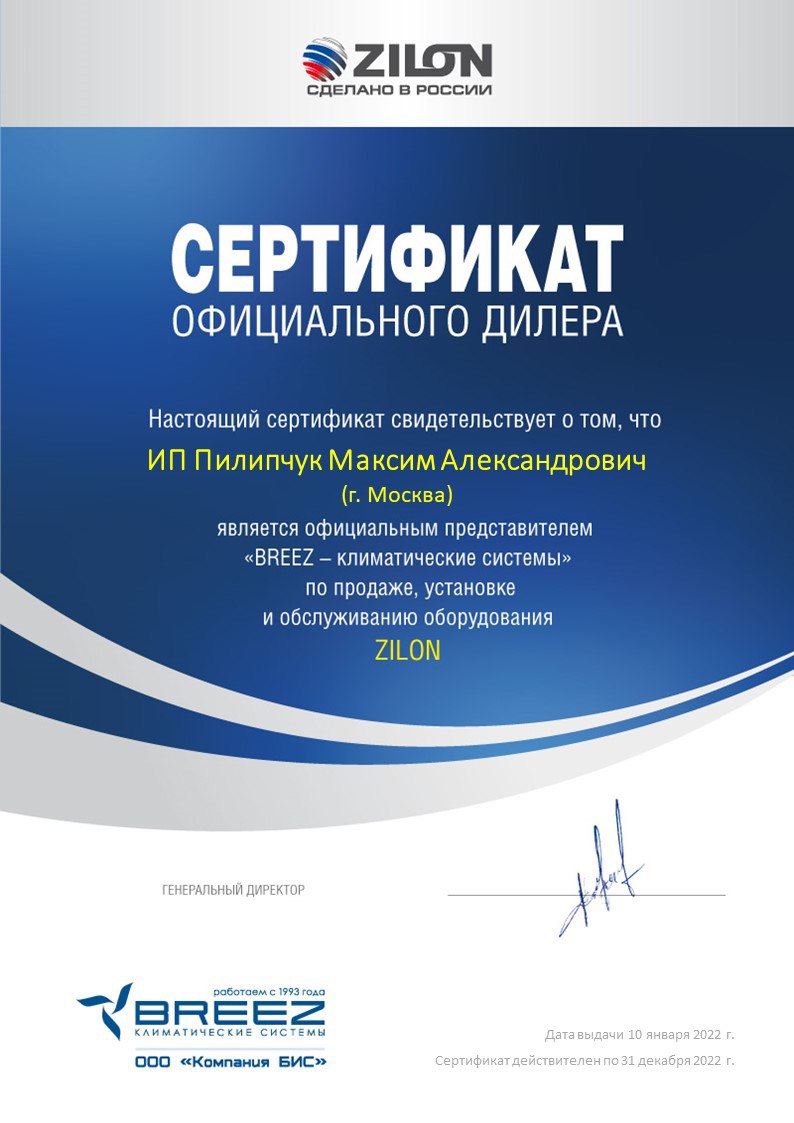 ZILON
СДЕЛАНО В РОССИИ
СЕРТИФИКАТ
ОФИЦИАЛЬНОГО ДИЛЕРА
Настоящий сертификат свидетельствует о том, что
ИП Пилипчук Максим Александрович
(г. Москва)
является официальным представителем
«BREEZ – климатические системы»
по продаже, установке
и обслуживанию оборудования
ZILON
ГЕНЕРАЛЬНЫЙ ДИРЕКТОР
работаем с 1993 года
BREEZ
КЛИМАТИЧЕСКИЕ СИСТЕМЫ
ООО «Компания БИС»
Дата выдачи 10 января 2022 г.
Сертификат действителен по 31 декабря 2022 г.